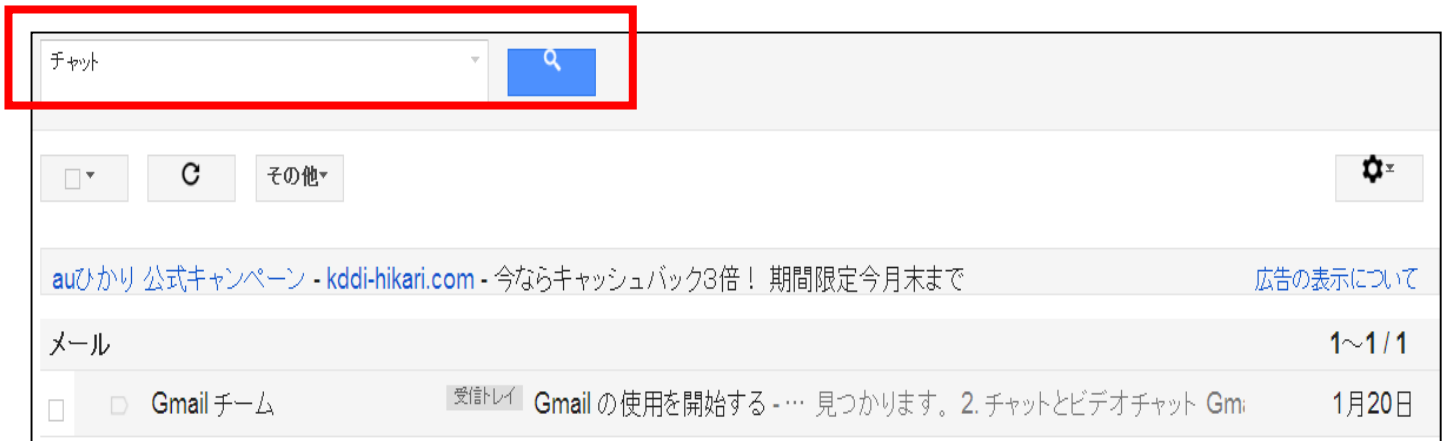 チャット
その他
auひかり 公式キャンペーン - kddi-hikari.com - 今ならキャッシュバック3倍！ 期間限定今月末まで 広告の表示について
メール 1～1 / 1
Gmail チーム 受信トレイ Gmail の使用を開始する - … 見つかります。2. チャットとビデオチャット Gm 1月20日